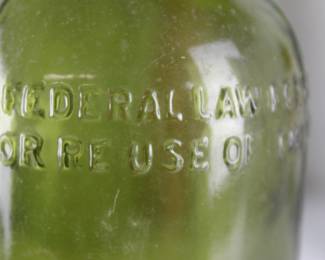 FEDERAL LAW
OR RE USE OF